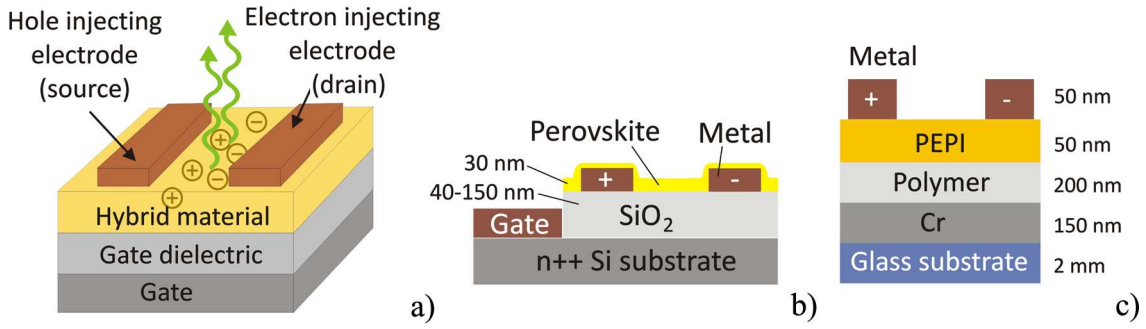 Hole injecting
electrode
(source)
Electron injecting
electrode
(drain)
+
-
+
-
-
+
Hybrid material
Gate dielectric
Gate
a)
Perovskite
Metal
30 nm
40-150 nm
+
-
Gate
SiO₂
n++ Si substrate
b)
Metal
+
-
50 nm
PEPI
50 nm
Polymer
200 nm
Cr
150 nm
Glass substrate
2 mm
c)